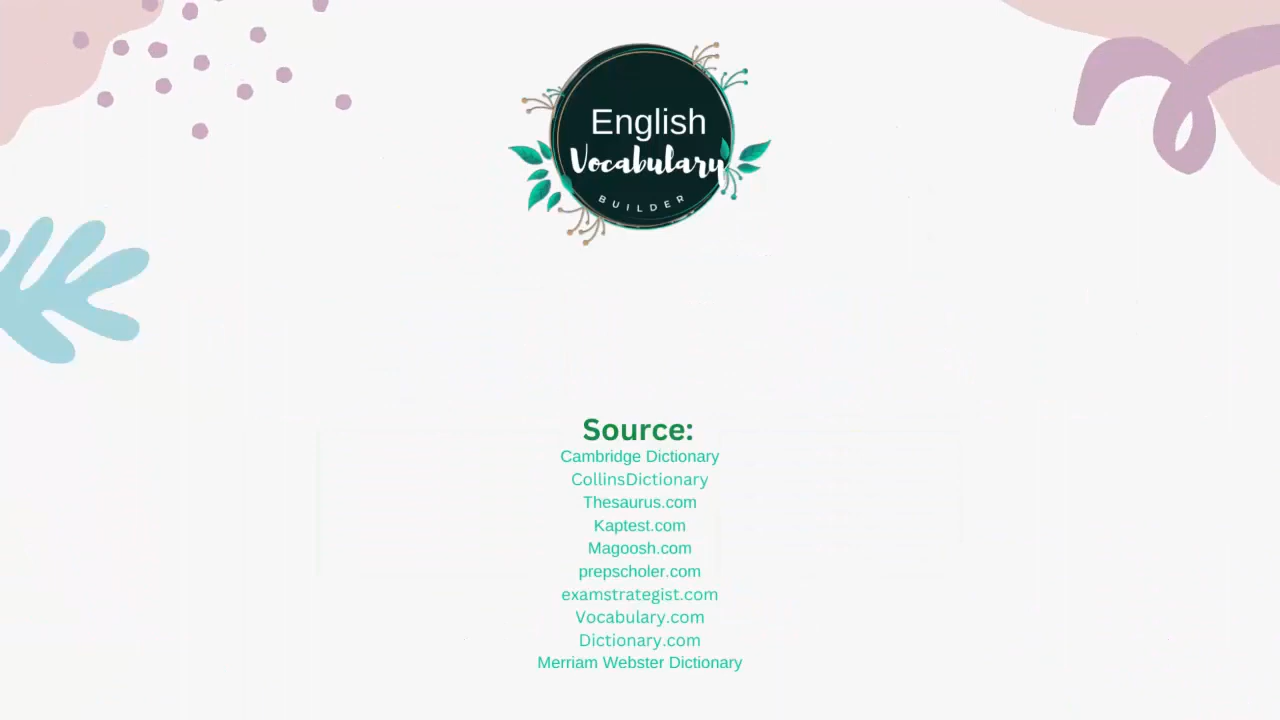 English
Vocabulary
BUILDER
Source:
Cambridge Dictionary
CollinsDictionary
Thesaurus.com
Kaptest.com
Magoosh.com
prepscholer.com
examstrategist.com
Vocabulary.com
Dictionary.com
Merriam Webster Dictionary